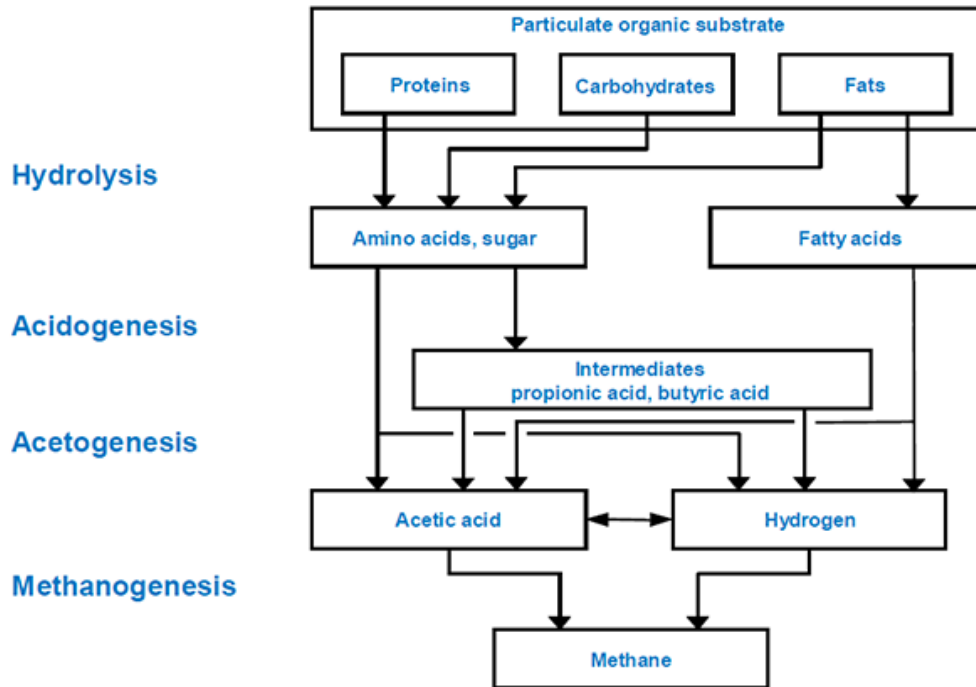 Particulate organic substrate
Proteins
Carbohydrates
Fats
Hydrolysis
Amino acids, sugar
Fatty acids
Acidogenesis
Intermediates
propionic acid, butyric acid
Acetogenesis
Acetic acid
Hydrogen
Methanogenesis
Methane